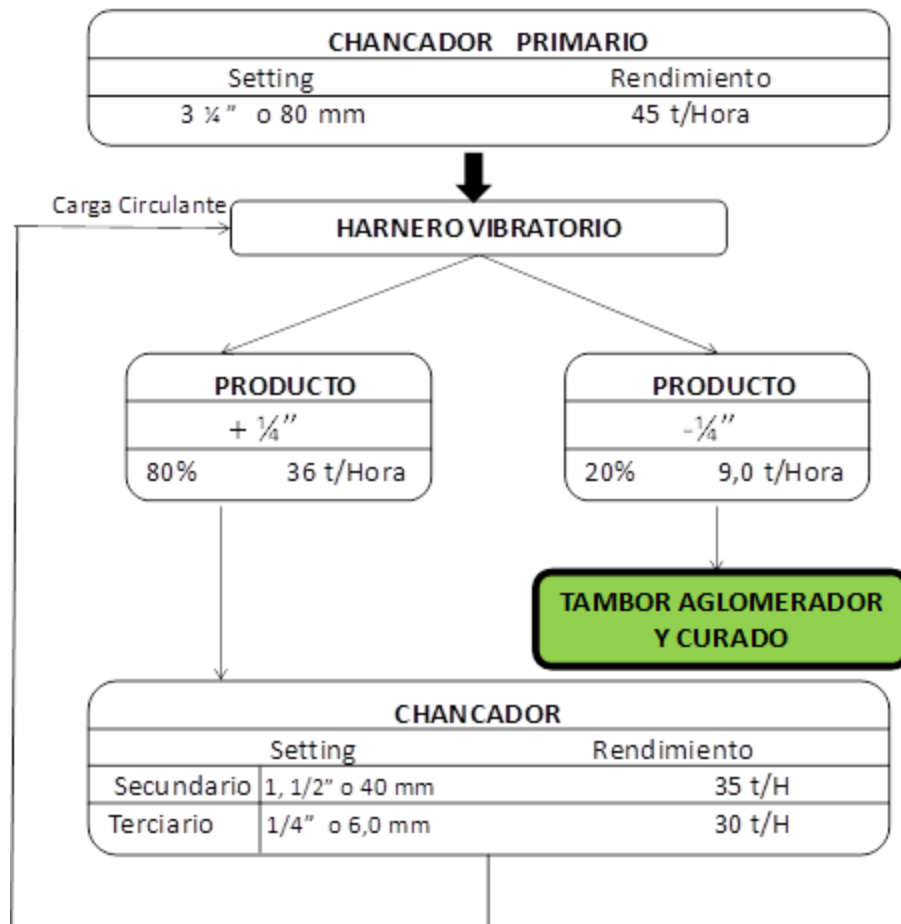 CHANCADOR PRIMARIO
Setting Rendimiento
3 ¼" o 80 mm 45 t/Hora
Carga Circulante
HARNERO VIBRATORIO
PRODUCTO
+ ¼"
80% 36 t/Hora
PRODUCTO
-¼"
20% 9,0 t/Hora
TAMBOR AGLOMERADOR
Y CURADO
CHANCADOR
Setting Rendimiento
Secundario 1, 1/2" o 40 mm 35 t/H
Terciario 1/4" o 6,0 mm 30 t/H